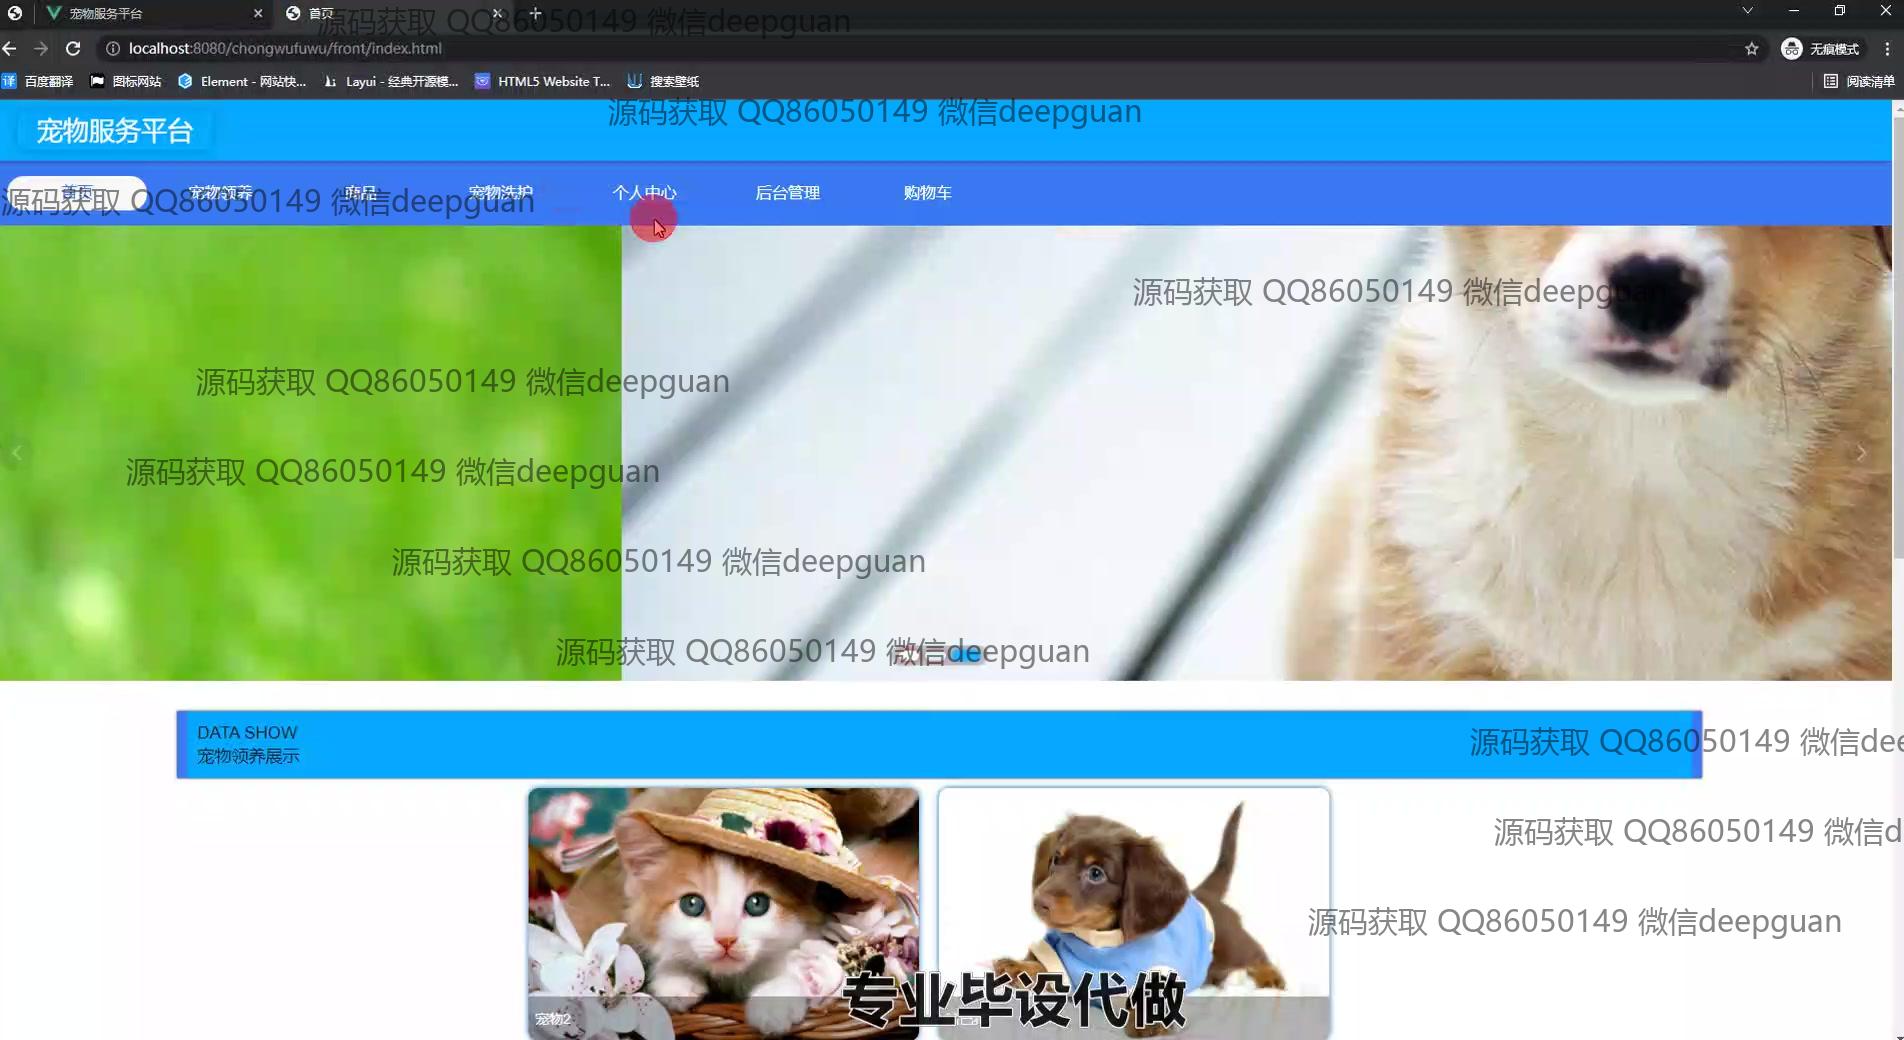 宠物服务平台
首页
源码获取 QQ86050149 微信deepguan
localhost:8080/chongwufuwu/front/index.html
无痕模式
百度翻译
图标网站
Element - 网站快...
Layui - 经典开源模...
HTML5 Website T...
搜索壁纸
阅读清单
源码获取 QQ86050149 微信deepguan
宠物服务平台
首页
宠物领养
商品
宠物洗护
个人中心
后台管理
购物车
源码获取 QQ86050149 微信deepguan
源码获取 QQ86050149 微信deepguan
源码获取 QQ86050149 微信deepguan
源码获取 QQ86050149 微信deepguan
源码获取 QQ86050149 微信deepguan
源码获取 QQ86050149 微信deepguan
DATA SHOW
宠物领养展示
源码获取 QQ86050149 微信dee
源码获取 QQ86050149 微信d
源码获取 QQ86050149 微信deepguan
专业毕设代做
宠物2